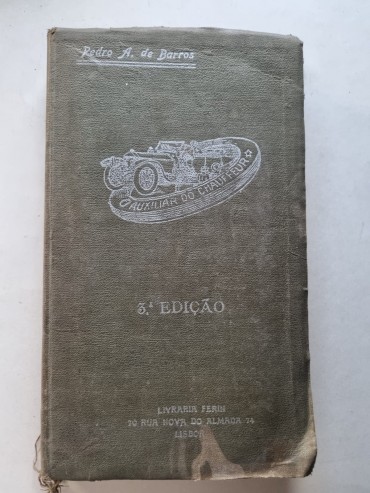 Pedro A. de Barros
O AUXILIAR DO CHAUFFEUR
3.ª EDIÇÃO
LIVRARIA FERIN
70 RUA NOVA DO ALMADA 74
LISBOA